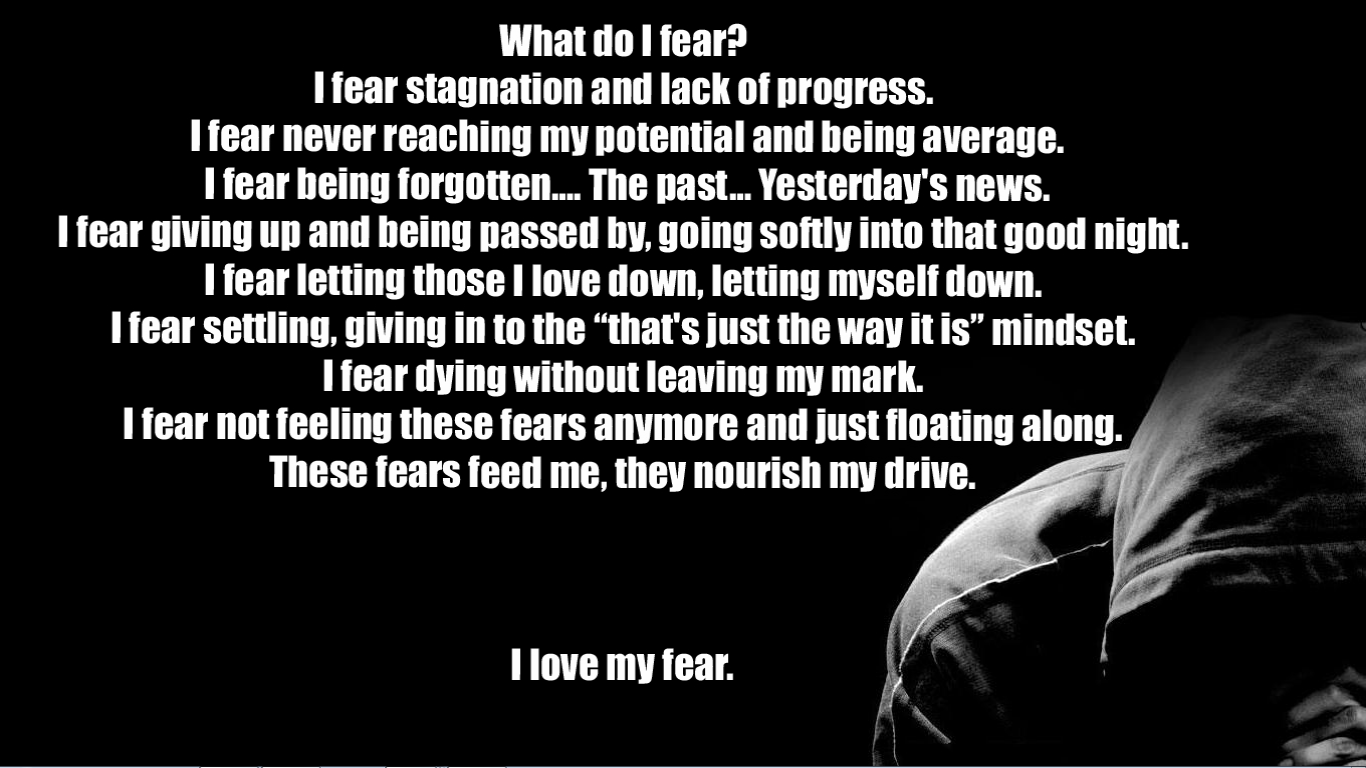 What do I fear?
I fear stagnation and lack of progress.
I fear never reaching my potential and being average.
I fear being forgotten.... The past... Yesterday's news.
I fear giving up and being passed by, going softly into that good night.
I fear letting those I love down, letting myself down.
I fear settling, giving in to the “that's just the way it is” mindset.
I fear dying without leaving my mark.
I fear not feeling these fears anymore and just floating along.
These fears feed me, they nourish my drive.
I love my fear.